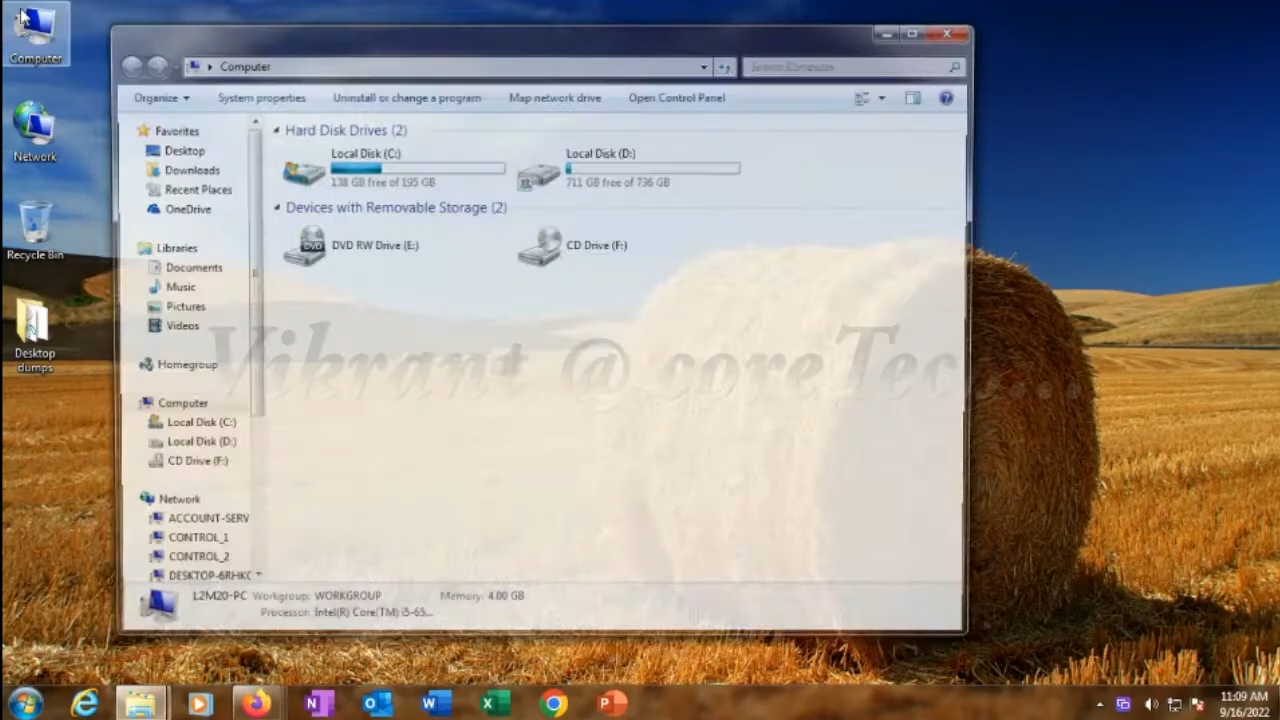 Computer
Network
Recycle Bin
Desktop
dumps
Computer
Search Computer
Organize
System properties
Uninstall or change a program
Map network drive
Open Control Panel
Favorites
Desktop
Downloads
Recent Places
OneDrive
Libraries
Documents
Music
Pictures
Videos
Homegroup
Computer
Local Disk (C:)
Local Disk (D:)
CD Drive (F:)
Network
ACCOUNT-SERV
CONTROL_1
CONTROL_2
DESKTOP-6RHKC
Hard Disk Drives (2)
Local Disk (C:)
138 GB free of 195 GB
Local Disk (D:)
711 GB free of 736 GB
Devices with Removable Storage (2)
DVD RW Drive (E:)
CD Drive (F:)
Vikrant @ coreTech...
L2M20-PC Workgroup: WORKGROUP Memory: 4.00 GB
Processor: Intel(R) Core(TM) i5-65...
11:09 AM
9/16/2022